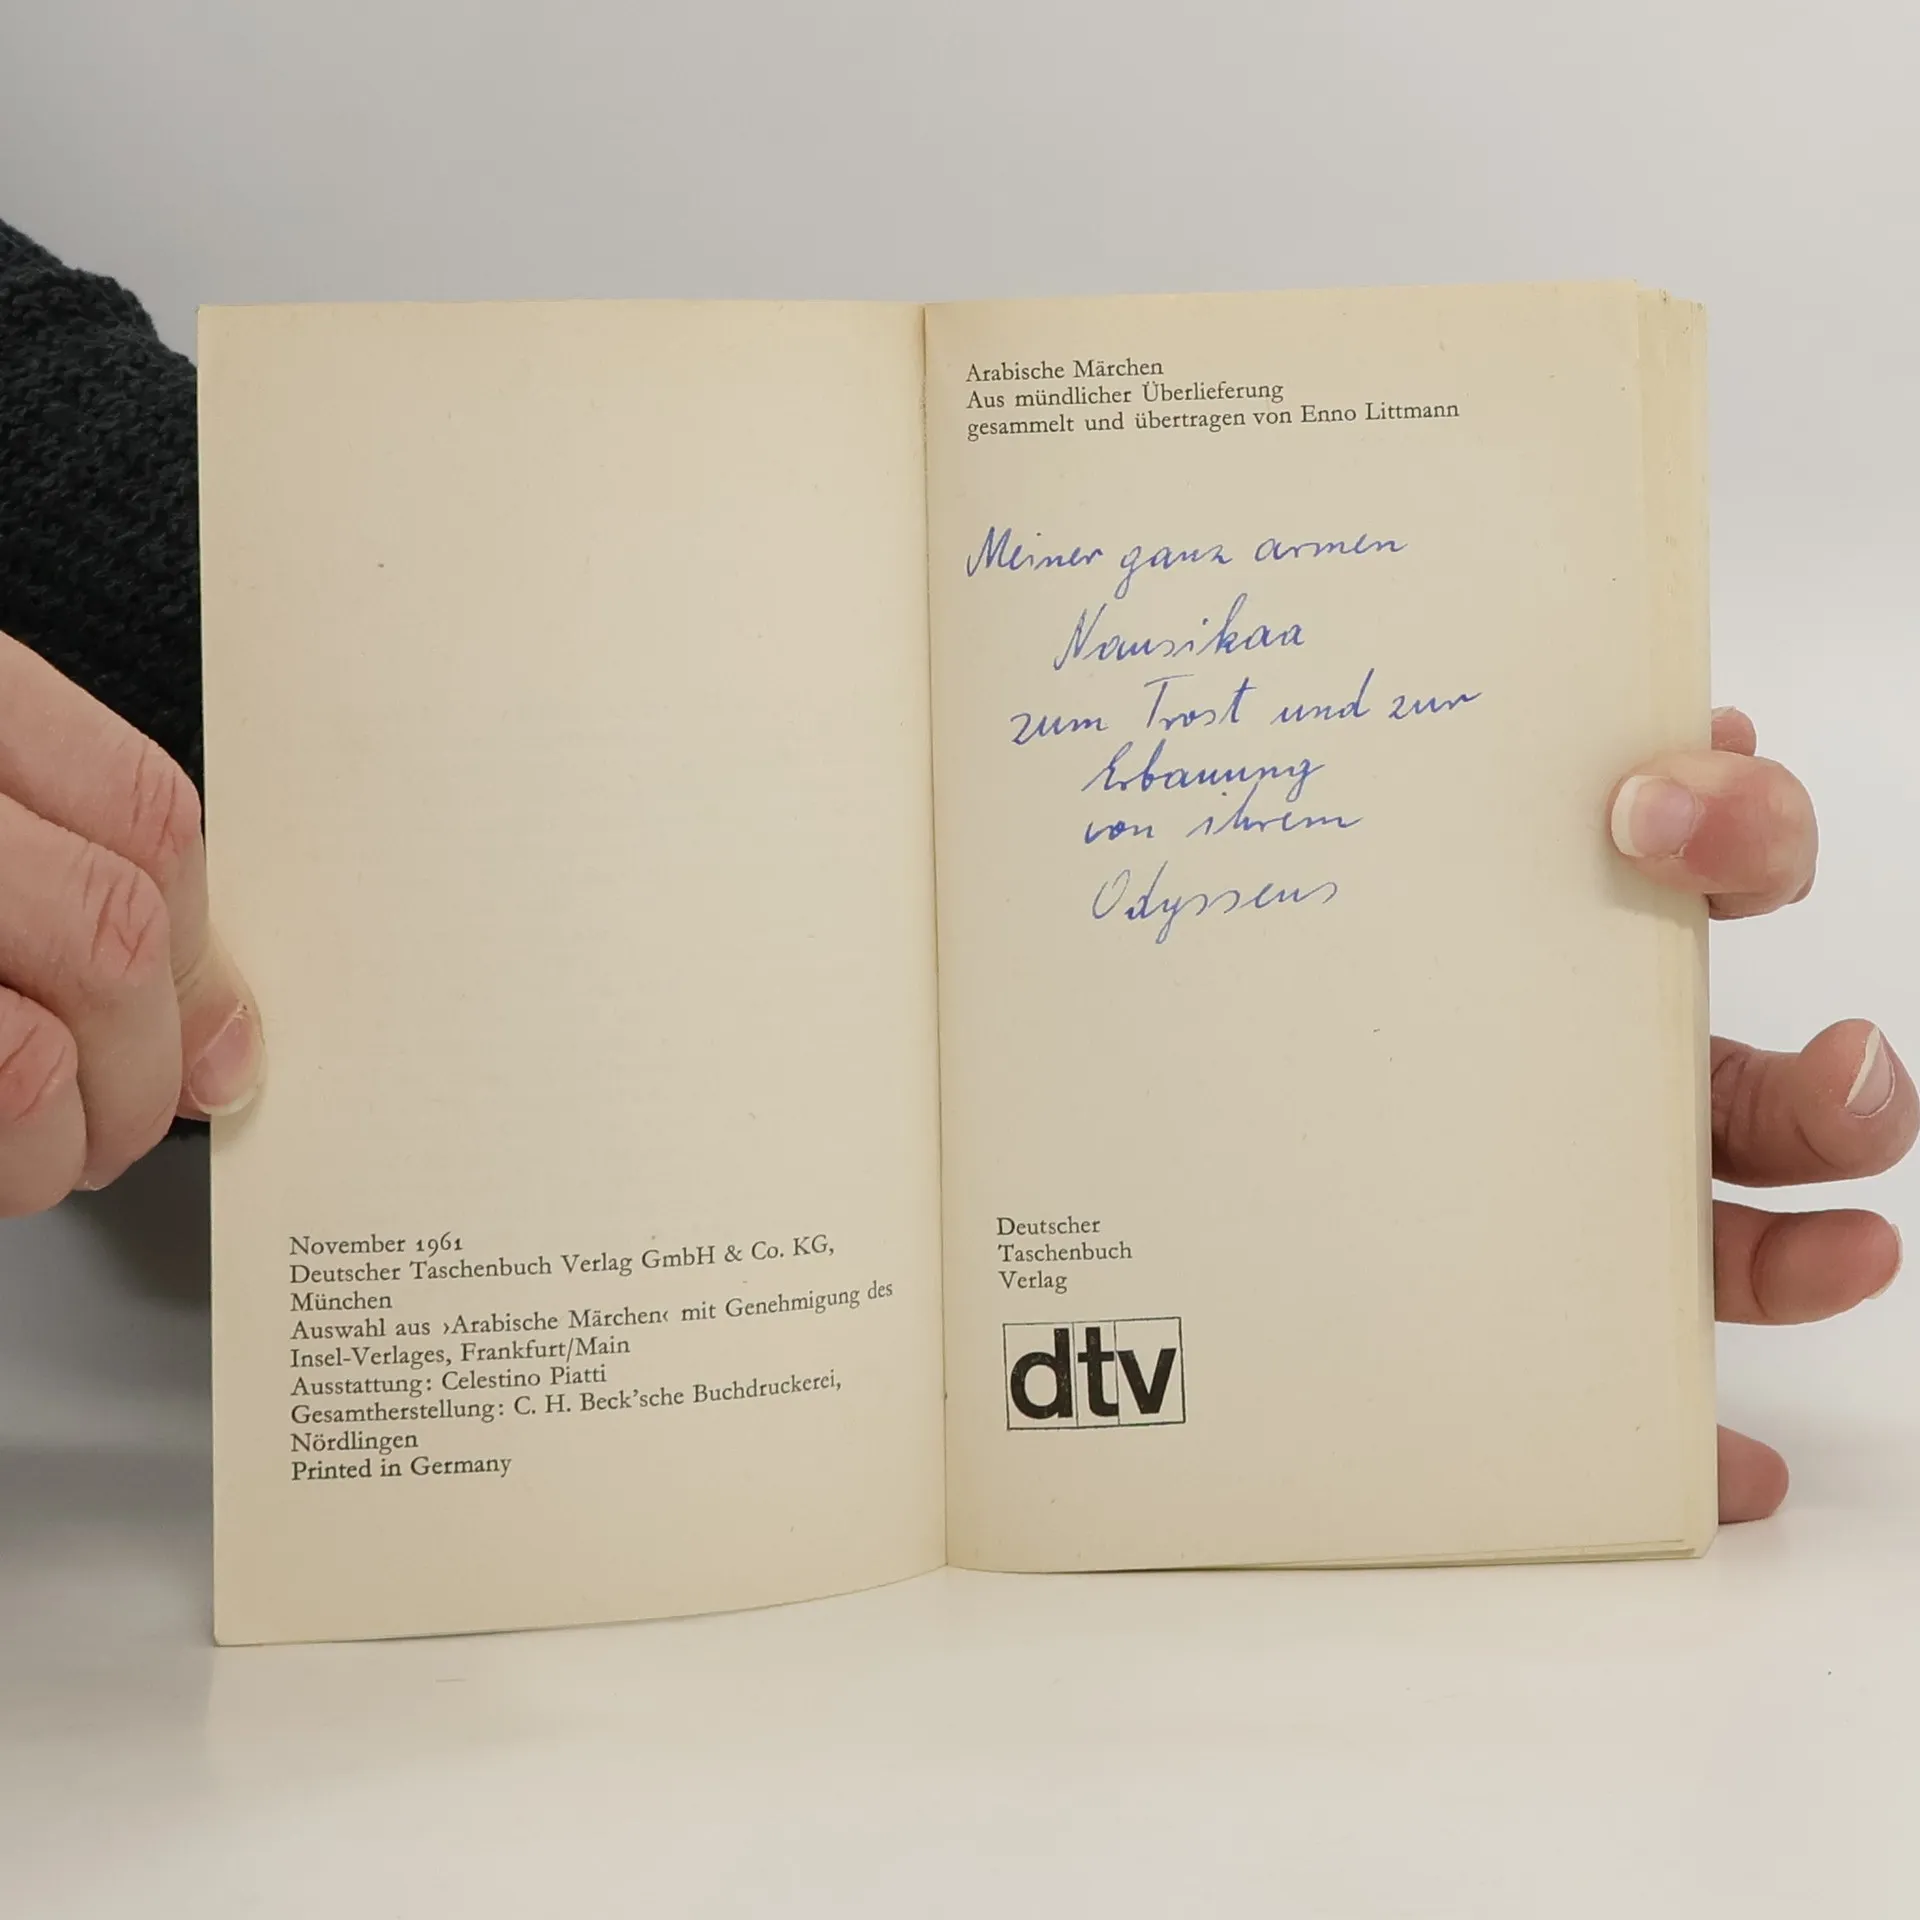 November 1961
Deutscher Taschenbuch Verlag GmbH & Co. KG,
München
Auswahl aus ›Arabische Märchen‹ mit Genehmigung des
Insel-Verlages, Frankfurt/Main
Ausstattung: Celestino Piatti
Gesamtherstellung: C. H. Beck'sche Buchdruckerei,
Nördlingen
Printed in Germany
Arabische Märchen
Aus mündlicher Überlieferung
gesammelt und übertragen von Enno Littmann
Meiner ganz armen
Nausikaa
zum Trost und zur
Erbauung
von ihrem
Odysseus
Deutscher
Taschenbuch
Verlag
dtv